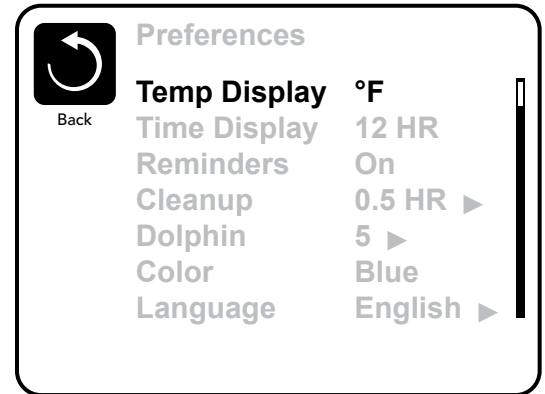 Preferences
Back
Temp Display °F
Time Display 12 HR
Reminders On
Cleanup 0.5 HR ▶
Dolphin 5 ▶
Color Blue
Language English ▶